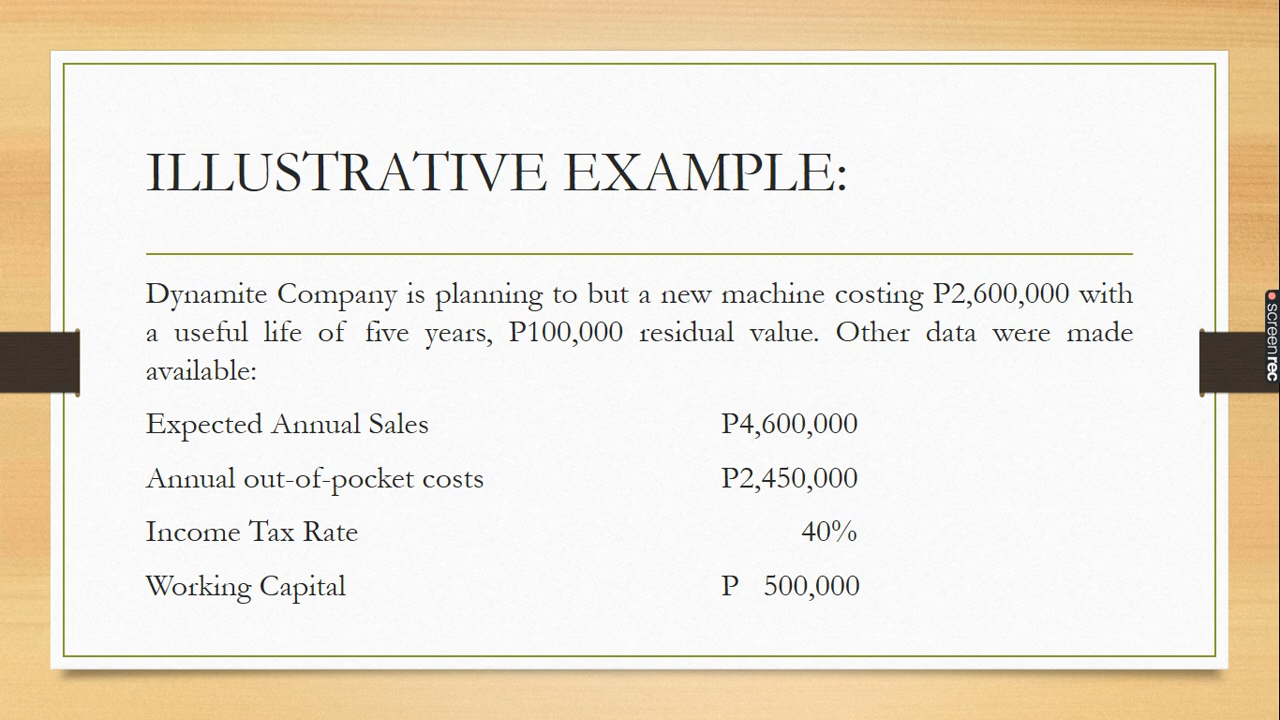 ILLUSTRATIVE EXAMPLE:
Dynamite Company is planning to but a new machine costing P2,600,000 with
a useful life of five years, P100,000 residual value. Other data were made
available:
Expected Annual Sales P4,600,000
Annual out-of-pocket costs P2,450,000
Income Tax Rate 40%
Working Capital P 500,000
screenrec